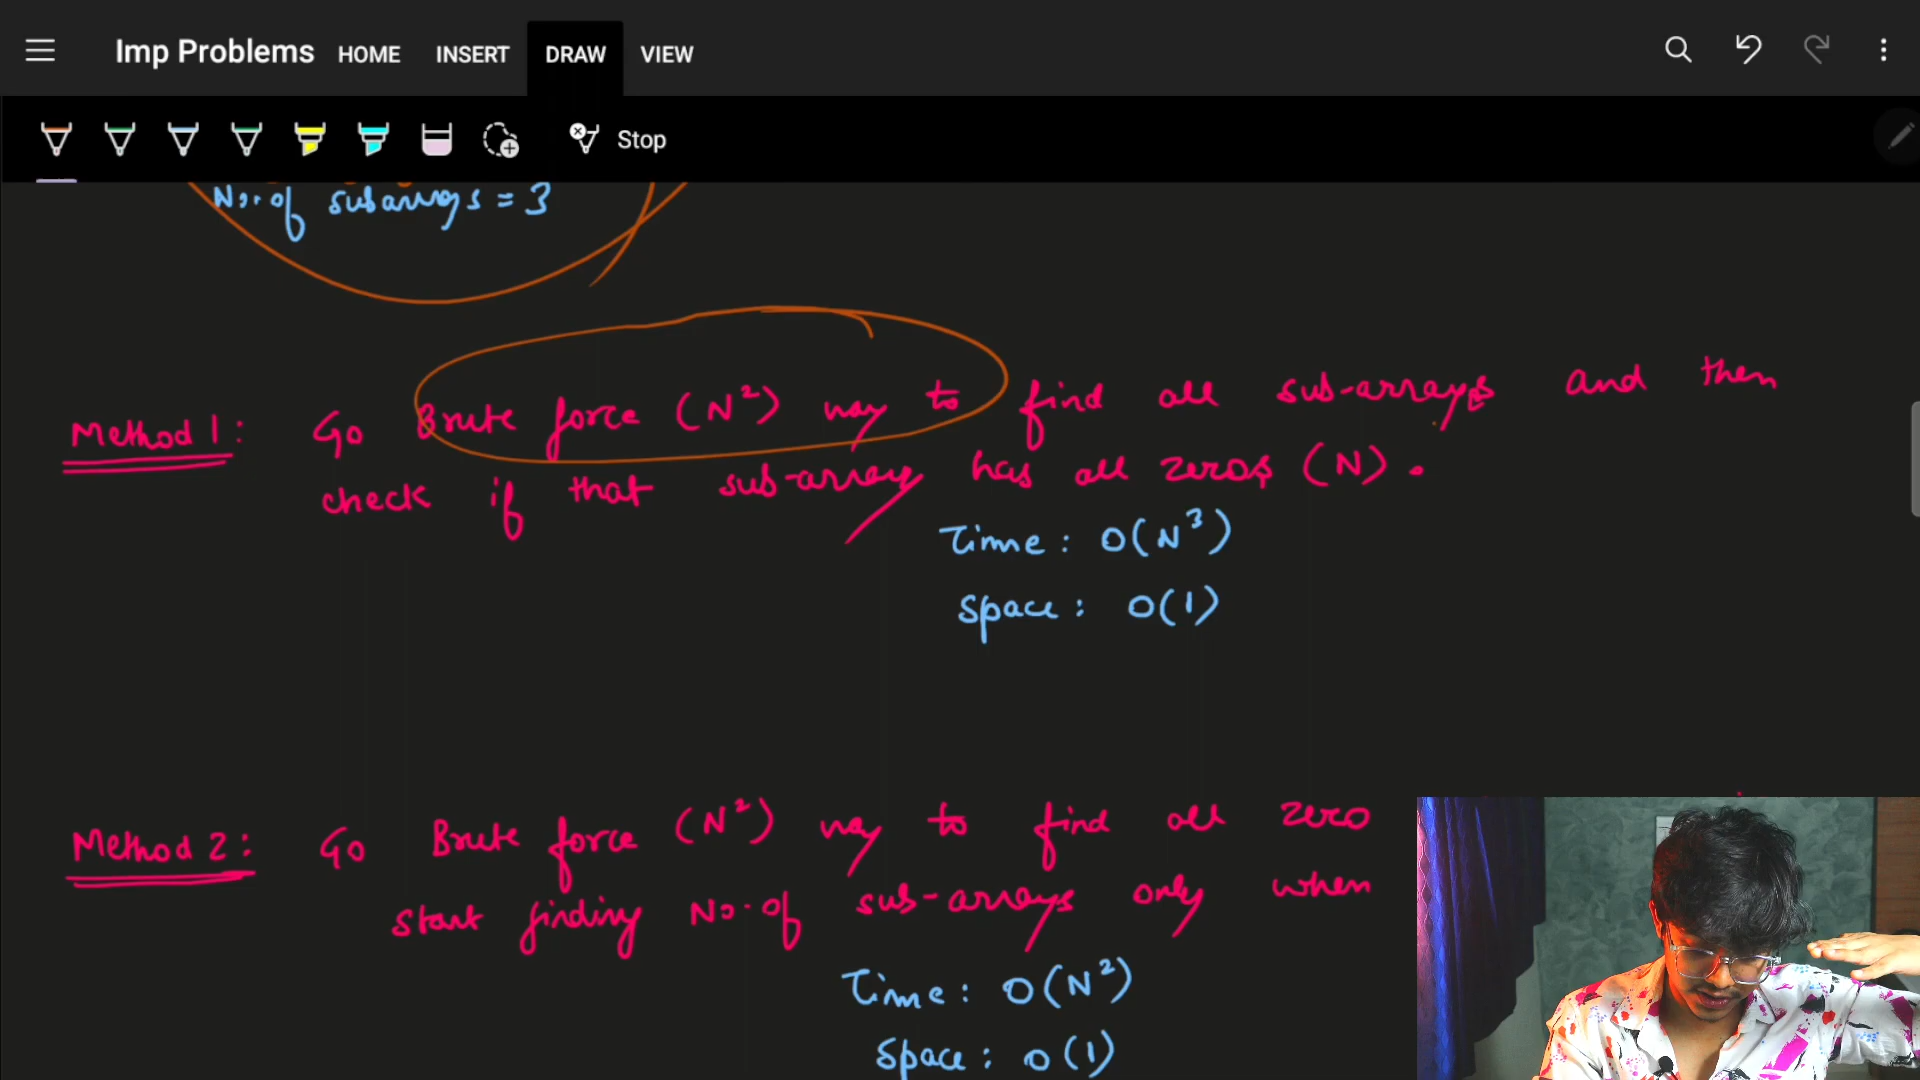 Imp Problems HOME INSERT DRAW VIEW
Stop
No. of subarrays = 3
Method 1: Go Brute force (N²) way to find all sub-arrays and then
check if that sub-array has all zeros (N).
Time: O(N³)
Space: O(1)
Method 2: Go Brute force (N²) way to find all zero
start finding No. of sub-arrays only when
Time: O(N²)
Space: O(1)